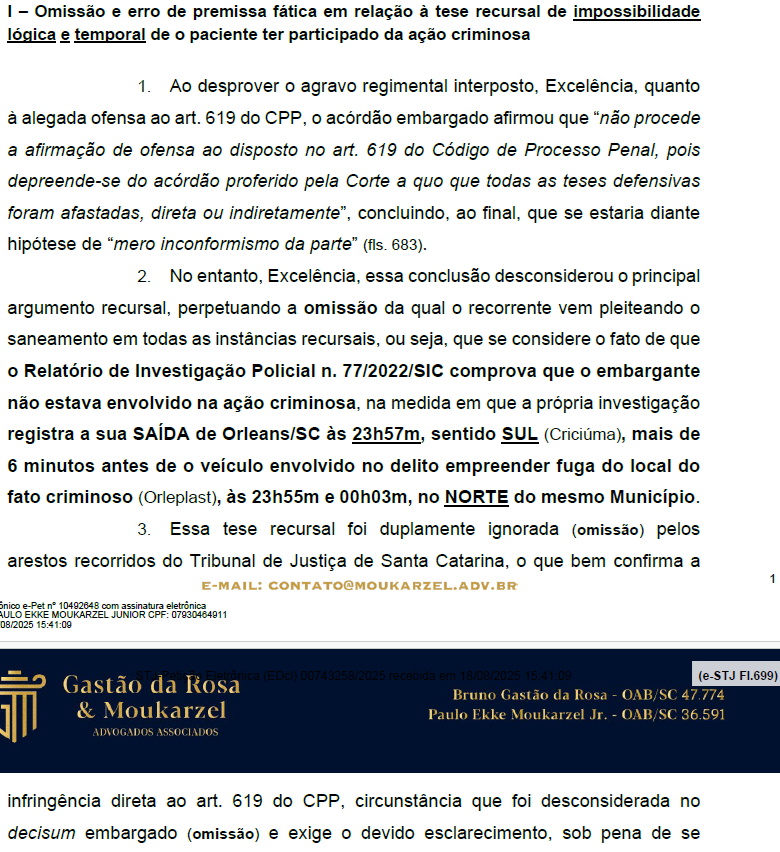 I – Omissão e erro de premissa fática em relação à tese recursal de impossibilidade
lógica e temporal de o paciente ter participado da ação criminosa
1. Ao desprover o agravo regimental interposto, Excelência, quanto
à alegada ofensa ao art. 619 do CPP, o acórdão embargado afirmou que “não procede
a afirmação de ofensa ao disposto no art. 619 do Código de Processo Penal, pois
depreende-se do acórdão proferido pela Corte a quo que todas as teses defensivas
foram afastadas, direta ou indiretamente”, concluindo, ao final, que se estaria diante
hipótese de “mero inconformismo da parte” (fls. 683).
2. No entanto, Excelência, essa conclusão desconsiderou o principal
argumento recursal, perpetuando a omissão da qual o recorrente vem pleiteando o
saneamento em todas as instâncias recursais, ou seja, que se considere o fato de que
o Relatório de Investigação Policial n. 77/2022/SIC comprova que o embargante
não estava envolvido na ação criminosa, na medida em que a própria investigação
registra a sua SAÍDA de Orleans/SC às 23h57m, sentido SUL (Criciúma), mais de
6 minutos antes de o veículo envolvido no delito empreender fuga do local do
fato criminoso (Orleplast), às 23h55m e 00h03m, no NORTE do mesmo Município.
3. Essa tese recursal foi duplamente ignorada (omissão) pelos
arestos recorridos do Tribunal de Justiça de Santa Catarina, o que bem confirma a
E-MAIL: CONTATO@MOUKARZEL.ADV.BR
1
ônico e-Pet nº 10492648 com assinatura eletrônica
AULO EKKE MOUKARZEL JUNIOR CPF: 07930464911
/08/2025 15:41:09
STJ-Petição Eletrônica (EDcl) 00743258/2025 recebida em 18/08/2025 15:41:09
(e-STJ Fl.699)
Gastão da Rosa
& Moukarzel
ADVOGADOS ASSOCIADOS
Bruno Gastão da Rosa - OAB/SC 47.774
Paulo Ekke Moukarzel Jr. - OAB/SC 36.591
infringência direta ao art. 619 do CPP, circunstância que foi desconsiderada no
decisum embargado (omissão) e exige o devido esclarecimento, sob pena de se